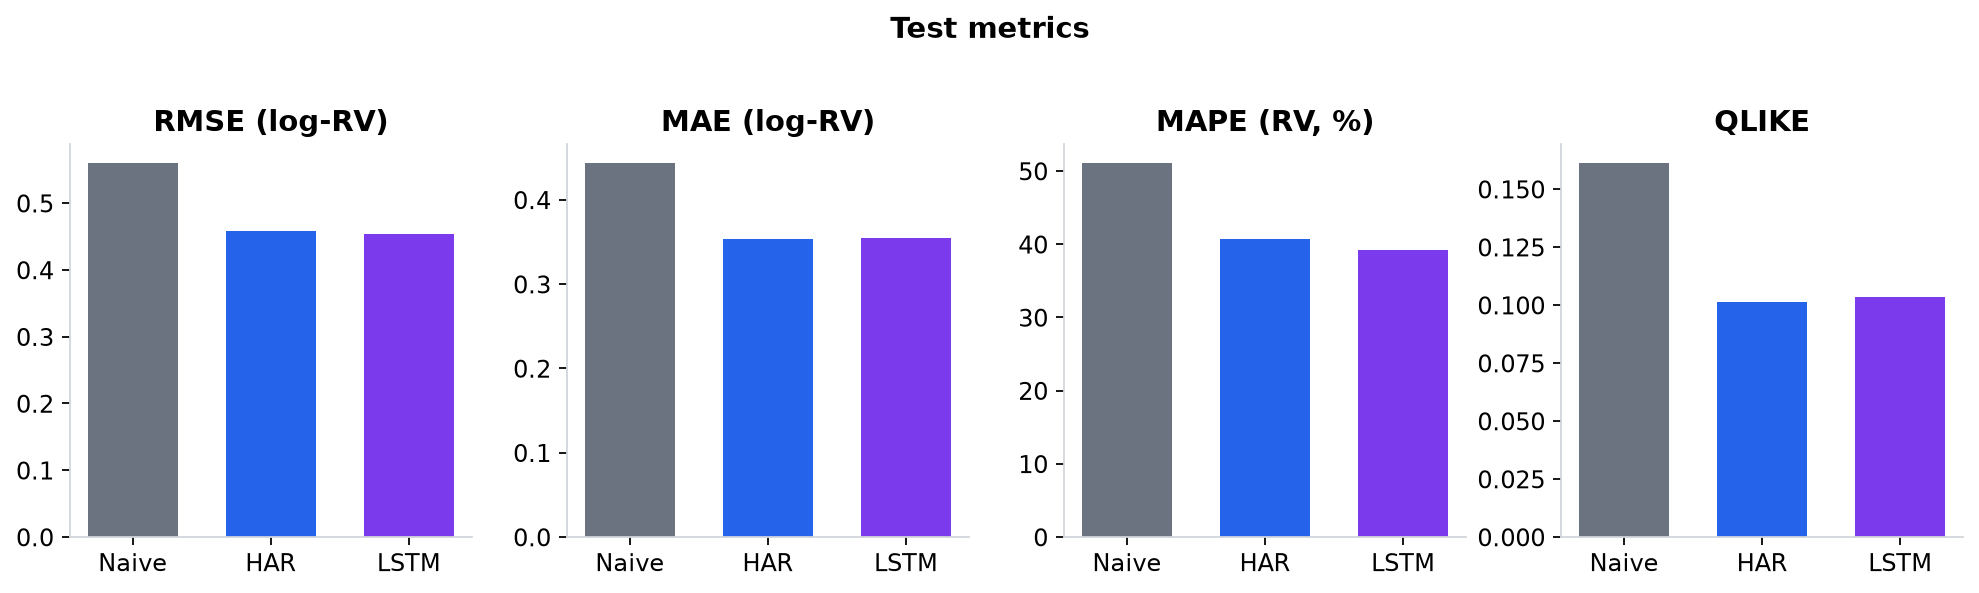 Test metrics
RMSE (log-RV)
0.5
0.4
0.3
0.2
0.1
0.0
Naive HAR LSTM
MAE (log-RV)
0.4
0.3
0.2
0.1
0.0
Naive HAR LSTM
MAPE (RV, %)
50
40
30
20
10
0
Naive HAR LSTM
QLIKE
0.150
0.125
0.100
0.075
0.050
0.025
0.000
Naive HAR LSTM